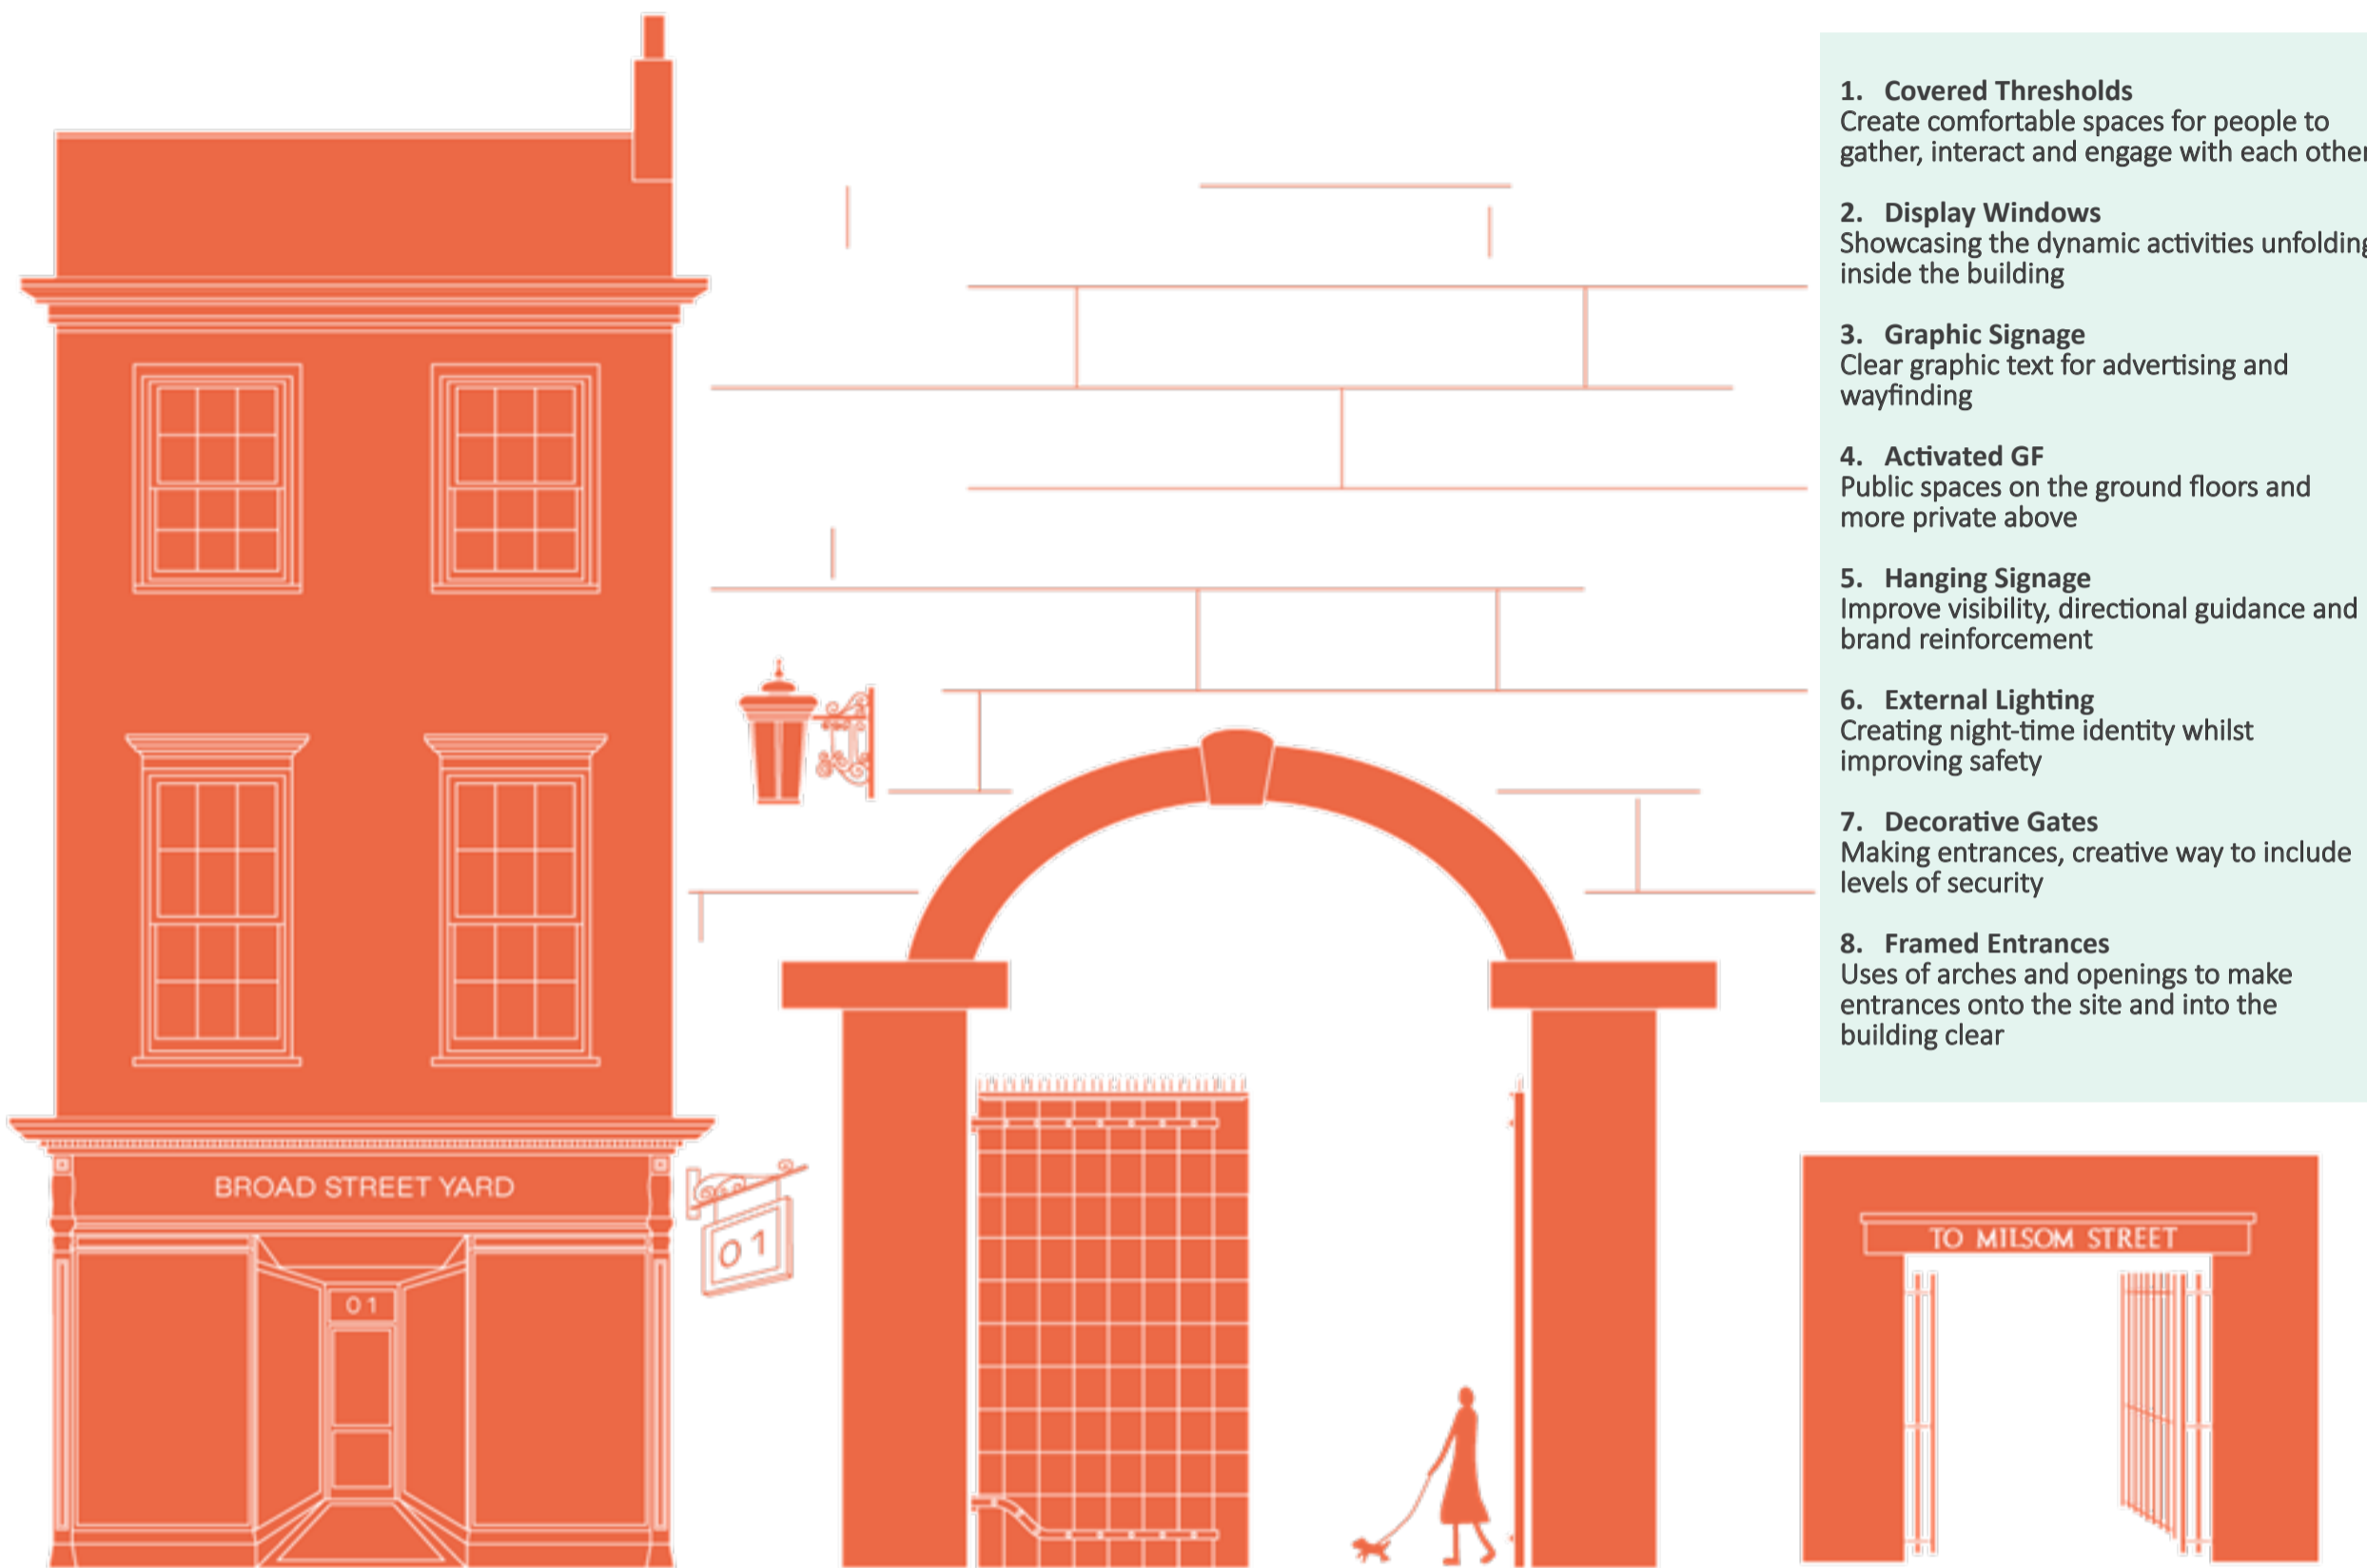 1. Covered Thresholds
Create comfortable spaces for people to
gather, interact and engage with each other
2. Display Windows
Showcasing the dynamic activities unfolding
inside the building
3. Graphic Signage
Clear graphic text for advertising and
wayfinding
4. Activated GF
Public spaces on the ground floors and
more private above
5. Hanging Signage
Improve visibility, directional guidance and
brand reinforcement
6. External Lighting
Creating night-time identity whilst
improving safety
7. Decorative Gates
Making entrances, creative way to include
levels of security
8. Framed Entrances
Uses of arches and openings to make
entrances onto the site and into the
building clear
BROAD STREET YARD
01
01
TO MILSOM STREET